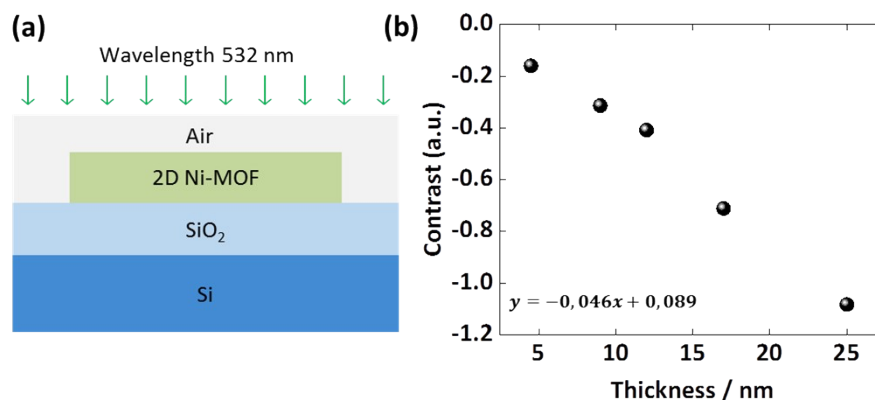 (a)
Wavelength 532 nm
Air
2D Ni-MOF
SiO₂
Si
(b)
0.0
-0.2
-0.4
-0.6
-0.8
-1.0
-1.2
Contrast (a.u.)
y = −0,046x + 0,089
5 10 15 20 25
Thickness / nm